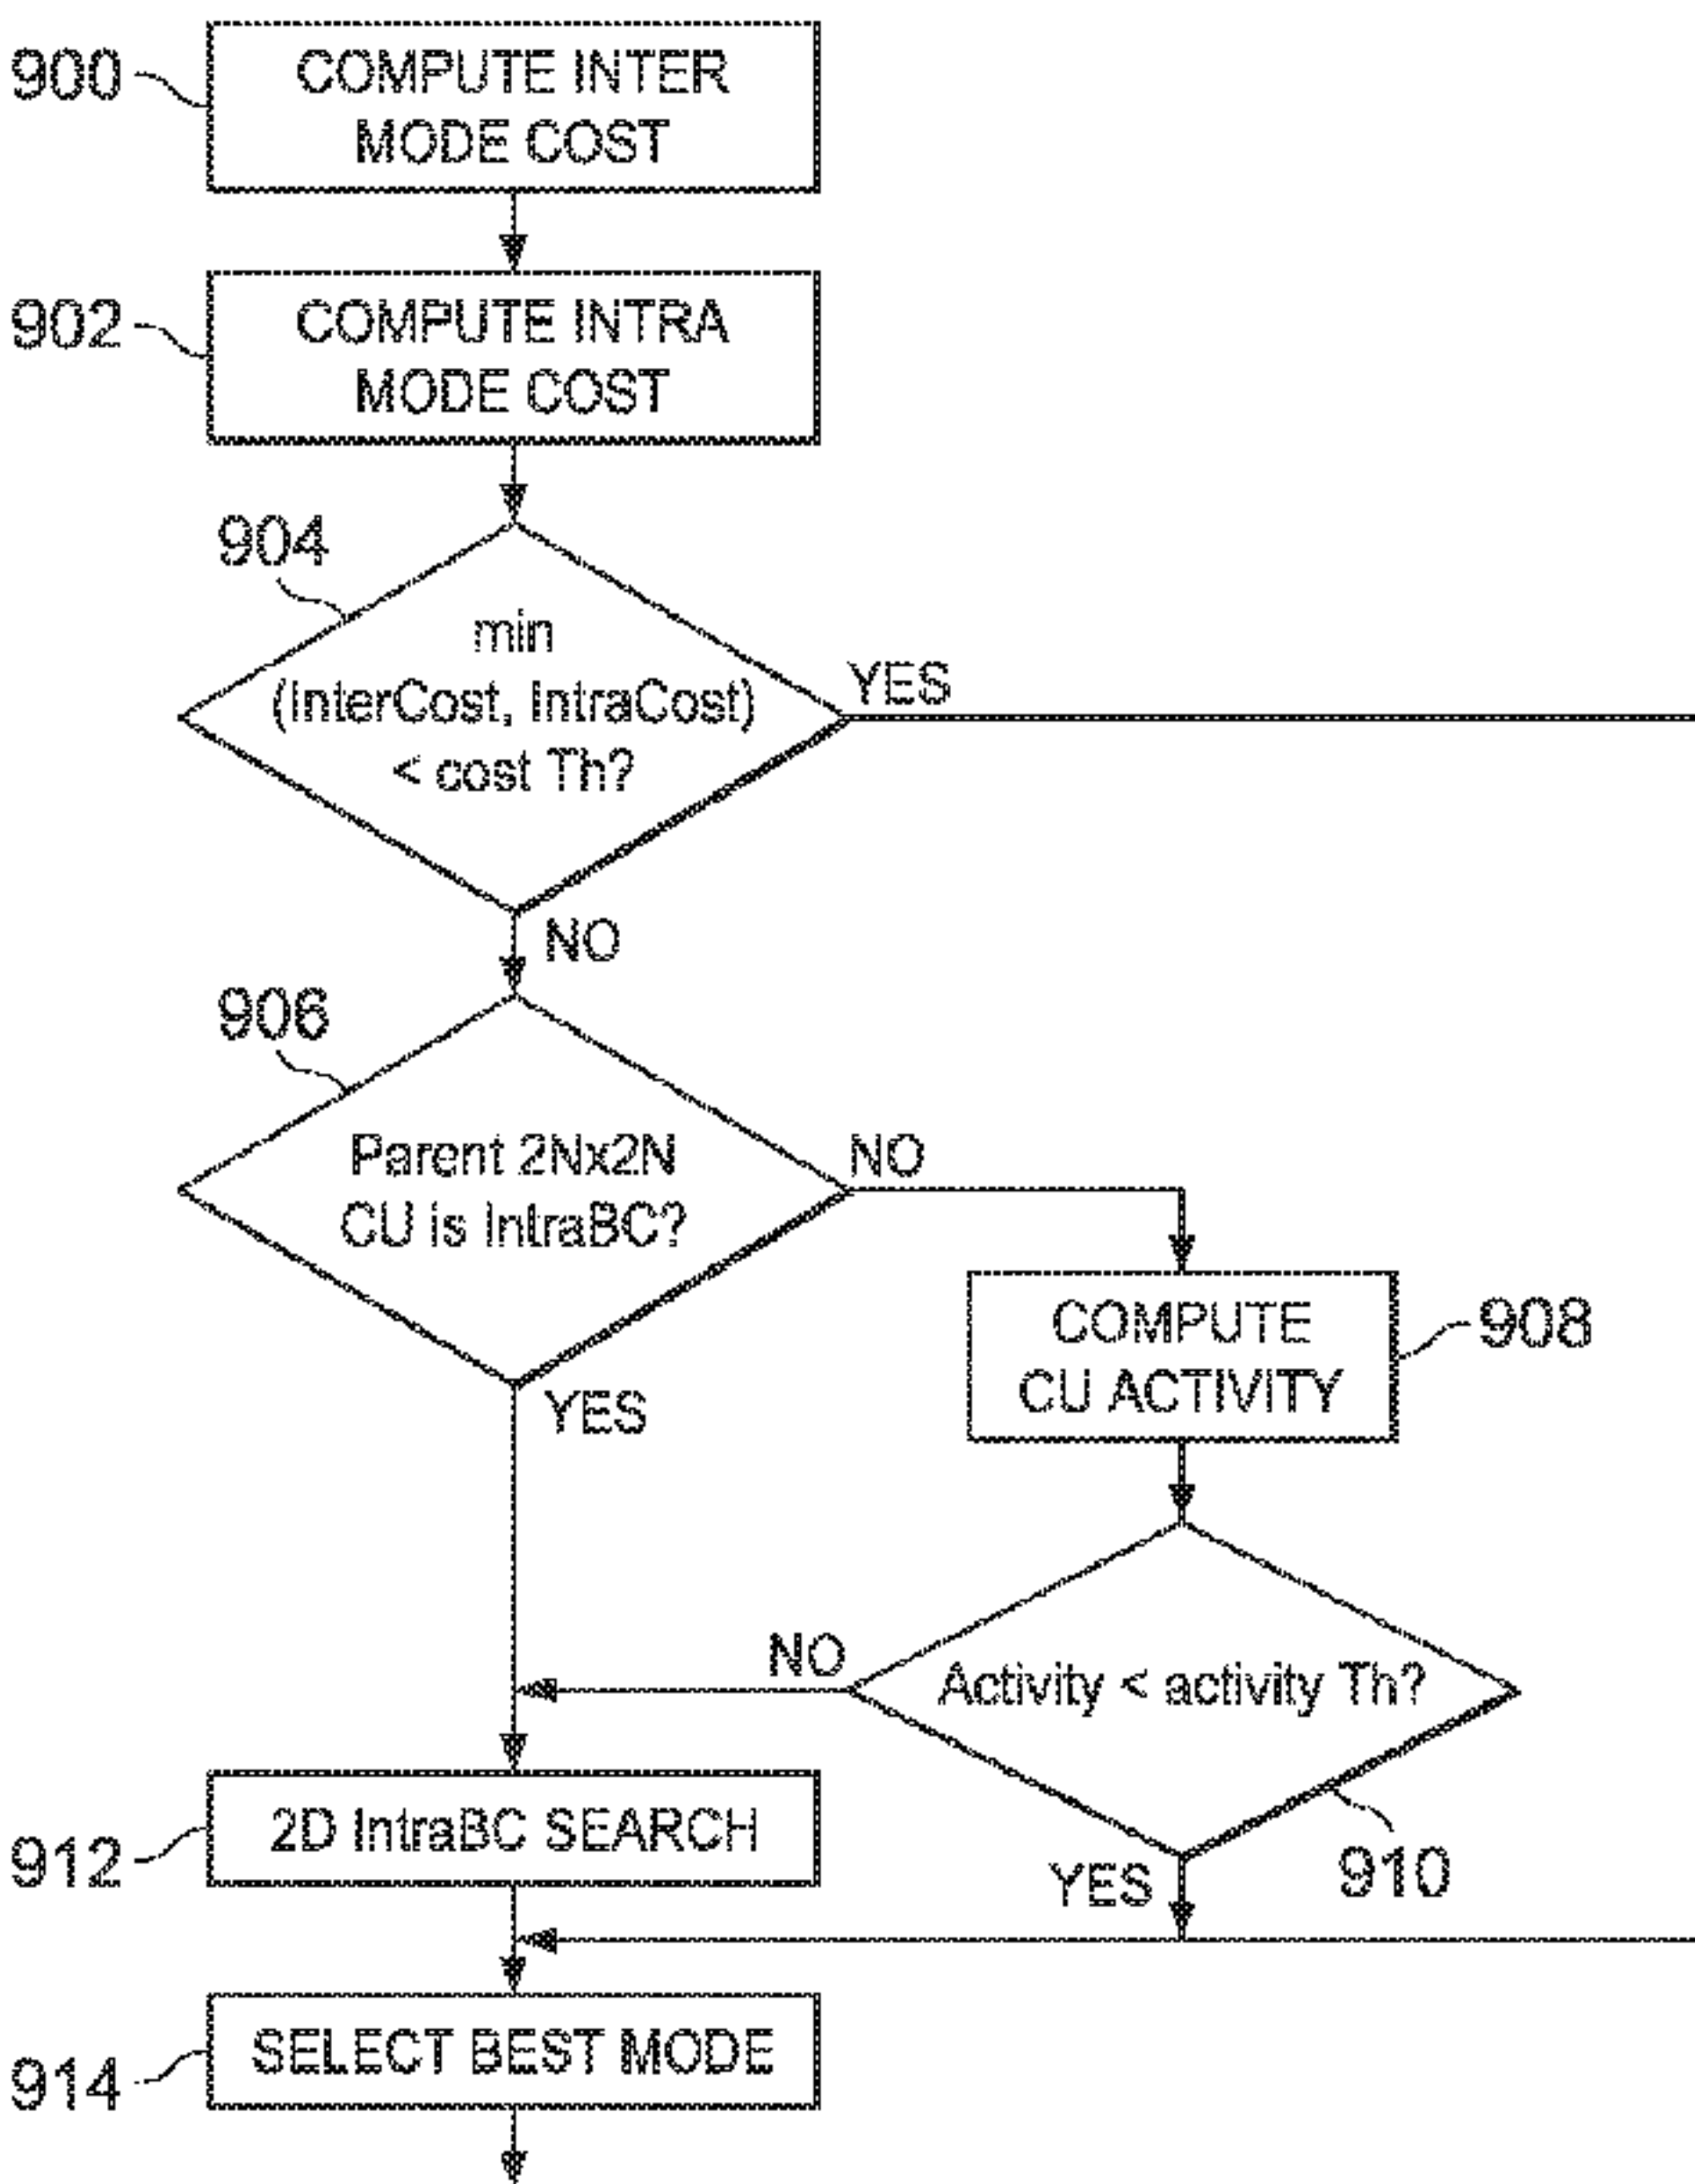 900
COMPUTE INTER
MODE COST
902
COMPUTE INTRA
MODE COST
904
min
(InterCost, IntraCost)
< cost Th?
YES
NO
906
Parent 2Nx2N
CU is IntraBC?
NO
YES
COMPUTE
CU ACTIVITY
908
NO
Activity < activity Th?
910
YES
912
2D IntraBC SEARCH
914
SELECT BEST MODE